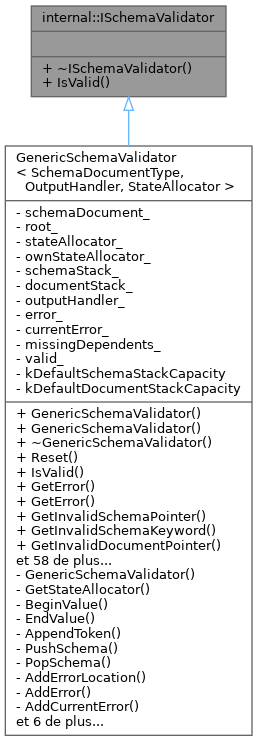 internal::ISchemaValidator
+ ~ISchemaValidator()
+ IsValid()
GenericSchemaValidator
< SchemaDocumentType,
OutputHandler, StateAllocator >
- schemaDocument_
- root_
- stateAllocator_
- ownStateAllocator_
- schemaStack_
- documentStack_
- outputHandler_
- error_
- currentError_
- missingDependents_
- valid_
- kDefaultSchemaStackCapacity
- kDefaultDocumentStackCapacity
+ GenericSchemaValidator()
+ GenericSchemaValidator()
+ ~GenericSchemaValidator()
+ Reset()
+ IsValid()
+ GetError()
+ GetError()
+ GetInvalidSchemaPointer()
+ GetInvalidSchemaKeyword()
+ GetInvalidDocumentPointer()
et 58 de plus...
- GenericSchemaValidator()
- GetStateAllocator()
- BeginValue()
- EndValue()
- AppendToken()
- PushSchema()
- PopSchema()
- AddErrorLocation()
- AddError()
- AddCurrentError()
et 6 de plus...